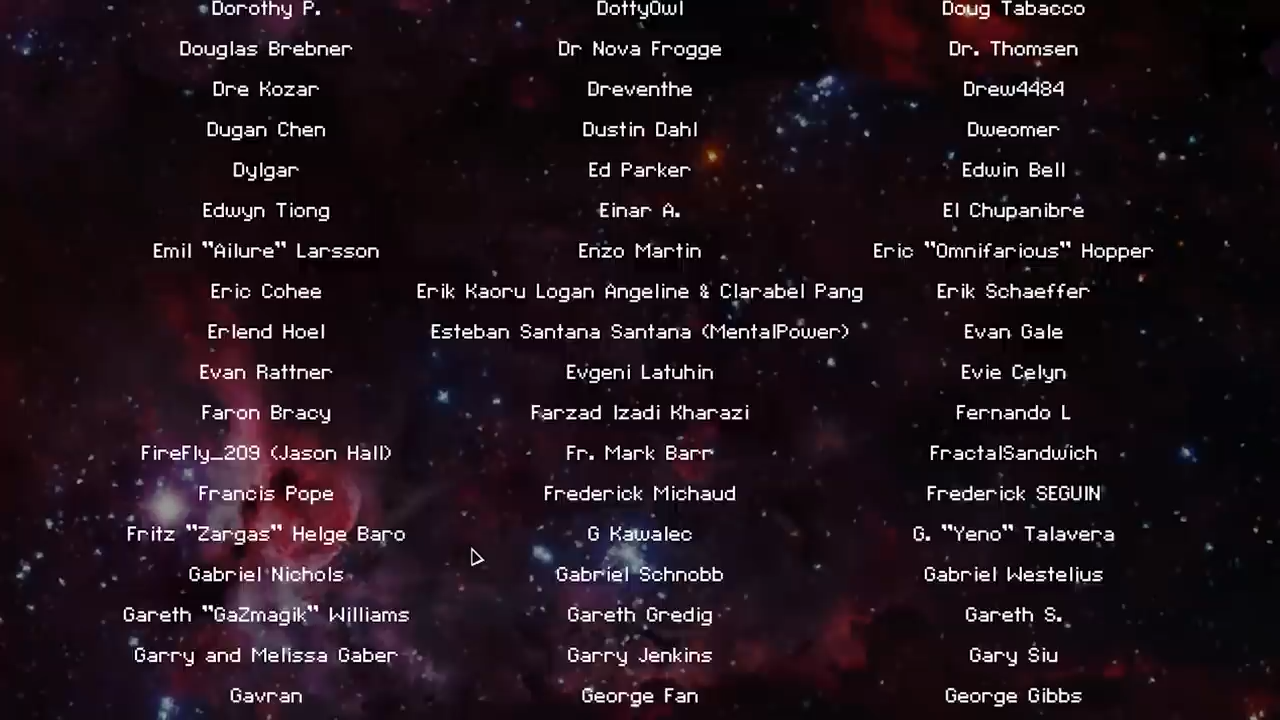 Dorothy P. DottyOwl Doug Tabacco
Douglas Brebner Dr Nova Frogge Dr. Thomsen
Dre Kozar Dreventhe Drew4484
Dugan Chen Dustin Dahl Dweomer
Dylgar Ed Parker Edwin Bell
Edwyn Tiong Einar A. El Chupanibre
Emil "Ailure" Larsson Enzo Martin Eric "Omnifarious" Hopper
Eric Cohee Erik Kaoru Logan Angeline & Clarabel Pang Erik Schaeffer
Erlend Hoel Esteban Santana Santana (MentalPower) Evan Gale
Evan Rattner Evgeni Latuhin Evie Celyn
Faron Bracy Farzad Izadi Kharazi Fernando L
FireFly_209 (Jason Hall) Fr. Mark Barr FractalSandwich
Francis Pope Frederick Michaud Frederick SEGUIN
Fritz "Zargas" Helge Baro G Kawalec G. "Yeno" Talavera
Gabriel Nichols Gabriel Schnobb Gabriel Westelius
Gareth "GaZmagik" Williams Gareth Gredig Gareth S.
Garry and Melissa Gaber Garry Jenkins Gary Siu
Gavran George Fan George Gibbs